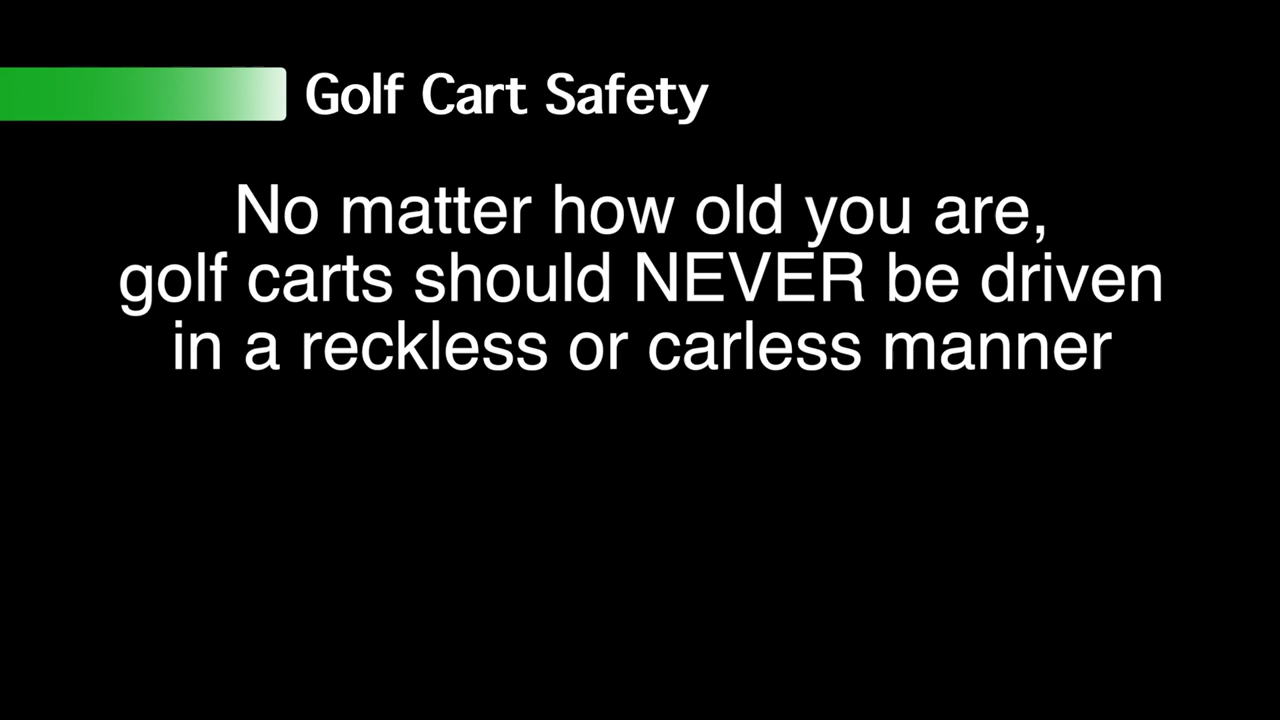 Golf Cart Safety
No matter how old you are,
golf carts should NEVER be driven
in a reckless or carless manner